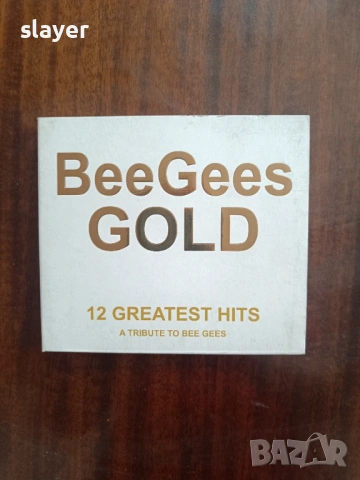 slayer
BeeGees
GOLD
12 GREATEST HITS
A TRIBUTE TO BEE GEES
BAZAR